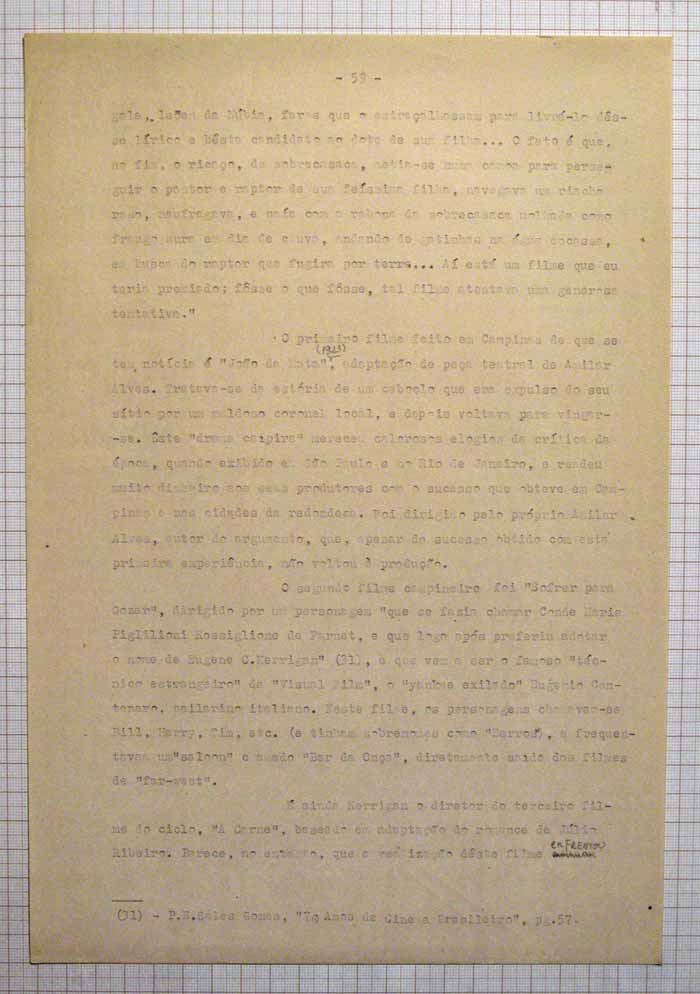 - 59 -
gala, leões da Núbia, feras que o estraçalhassem para livrá-lo dês-
se lírico e bêsta candidato ao dote de sua filha... O fato é que,
no fim, o ricaço, de sobrecasaca, metia-se numa canoa para perse-
guir o pastor e raptor de sua feíssima filha, navegava um riacho
raso, naufragava, e saía com a rabona da sobrecasaca molhada como
frango sura em dia de chuva, andando de gatinhas na água escassa,
em busca do raptor que fugira por terra... Aí está um filme que eu
teria premiado; fôsse o que fôsse, tal filme atestava uma generosa
tentativa."
O primeiro filme feito em Campinas de que se
tem notícia é "João da Mata" (1923), adaptação de peça teatral de Amilar
Alves. Tratava-se da estória de um caboclo que era expulso do seu
sítio por um maldoso coronel local, e depois voltava para vingar-
-se. Êste "drama caipira" mereceu calorosos elogios da crítica da
época, quando exibido em São Paulo e no Rio de Janeiro, e rendeu
muito dinheiro aos seus produtores com o sucesso que obteve em Cam-
pinas e nas cidades da redondeza. Foi dirigido pelo próprio Amilar
Alves, autor do argumento, que, apesar do sucesso obtido com esta
primeira experiência, não voltou à produção.
O segundo filme campineiro foi "Sofrer para
Gozar", dirigido por um personagem "que se fazia chamar Conde Maria
Piglilioni Rossiglione de Farnet, e que logo após preferiu adotar
o nome de Eugene C.Kerrigan" (31), e que vem a ser o famoso "téc-
nico estrangeiro" da "Visual Film", o "yankee exilado" Eugenio Cen-
tenaro, bailarino italiano. Neste filme, os personagens chamavam-se
Bill, Harry, Tim, etc. (e tinham sobrenomes como "Barros"), e frequen-
tavam um "saloon" chamado "Bar da Onça", diretamente saído dos filmes
de "far-west".
É ainda Kerrigan o diretor do terceiro fil-
me do ciclo, "A Carne", baseado em adaptação do romance de Júlio
Ribeiro. Parece, no entanto, que a realização dêste filme enfrentou
(31) - P.E.Sales Gomes, "70 Anos de Cinema Brasileiro", pg.57.